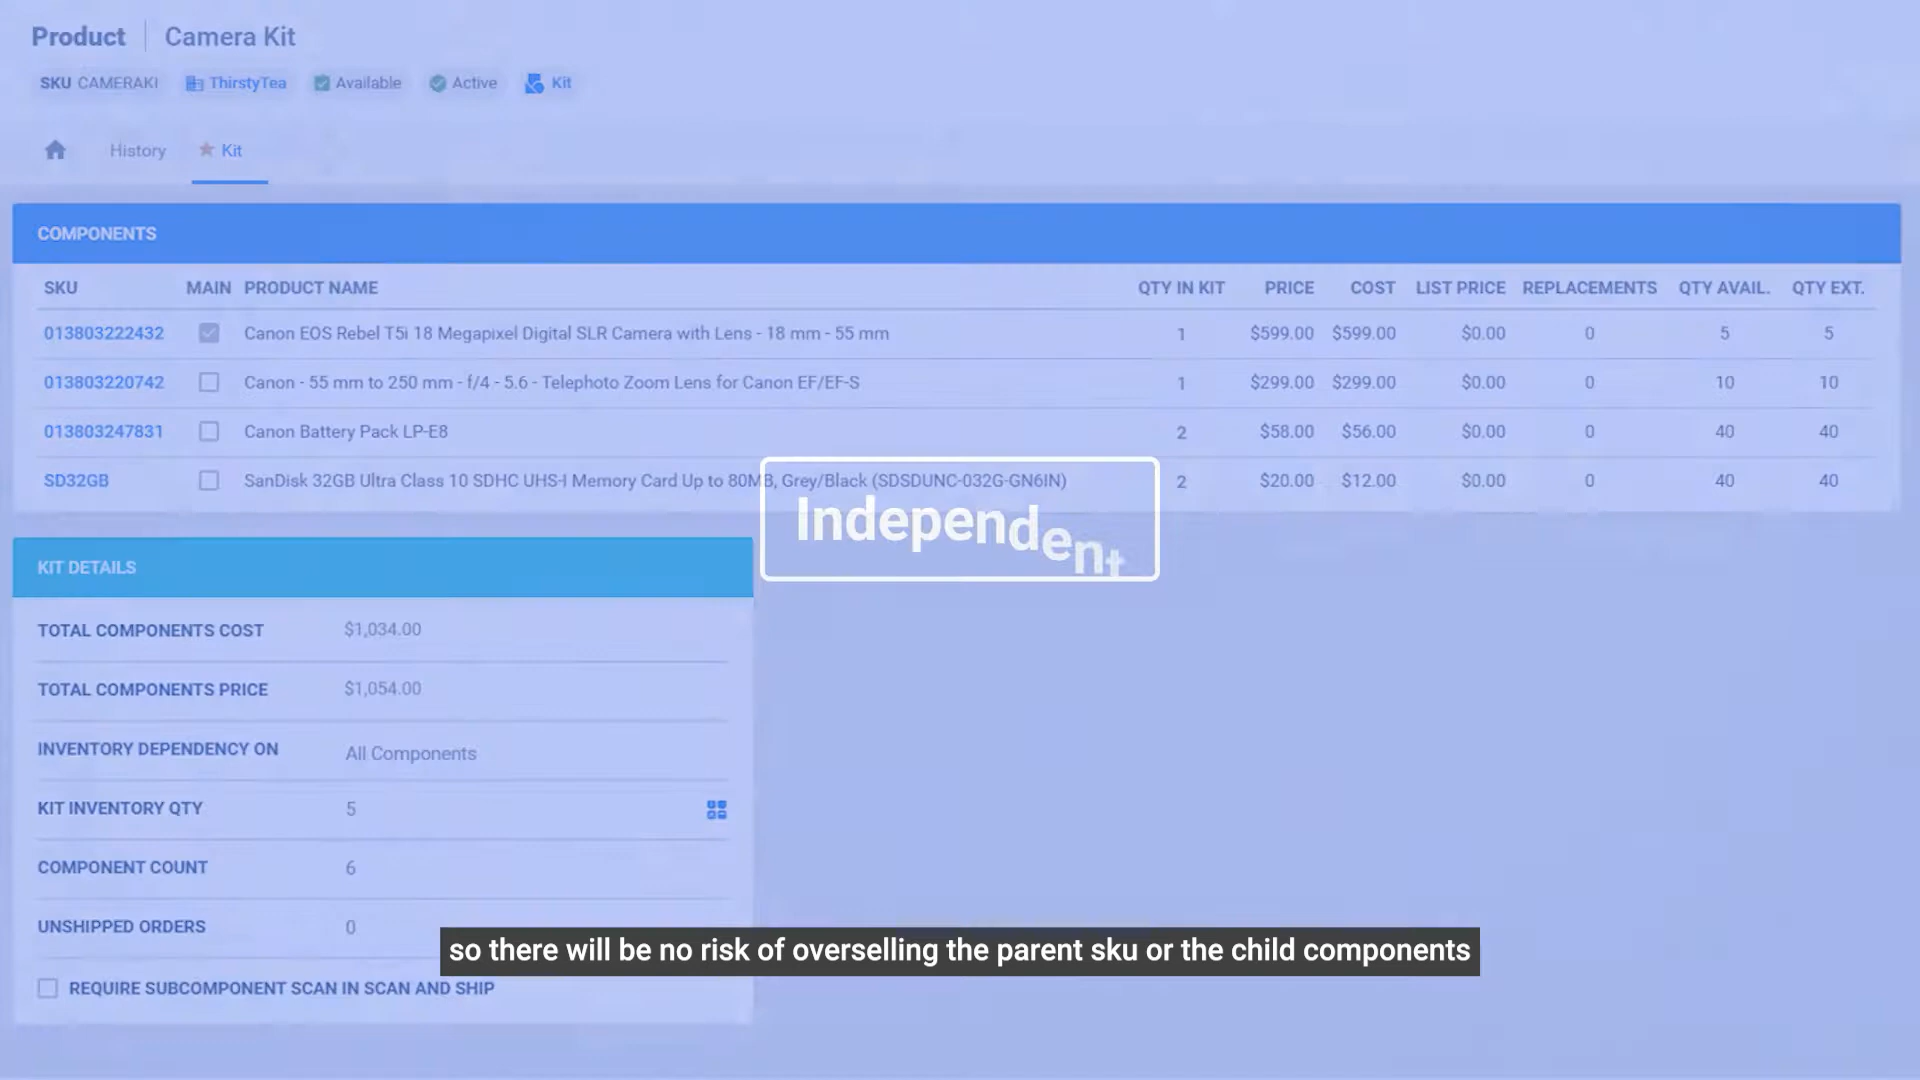 Product | Camera Kit
SKU CAMERAKI ThirstyTea Available Active Kit
History Kit
COMPONENTS
SKU MAIN PRODUCT NAME QTY IN KIT PRICE COST LIST PRICE REPLACEMENTS QTY AVAIL. QTY EXT.
013803222432 Canon EOS Rebel T5i 18 Megapixel Digital SLR Camera with Lens - 18 mm - 55 mm 1 $599.00 $599.00 $0.00 0 5 5
013803220742 Canon - 55 mm to 250 mm - f/4 - 5.6 - Telephoto Zoom Lens for Canon EF/EF-S 1 $299.00 $299.00 $0.00 0 10 10
013803247831 Canon Battery Pack LP-E8 2 $58.00 $56.00 $0.00 0 40 40
SD32GB SanDisk 32GB Ultra Class 10 SDHC UHS-I Memory Card Up to 80MB, Grey/Black (SDSDUNC-032G-GN6IN) 2 $20.00 $12.00 $0.00 0 40 40
Independent
KIT DETAILS
TOTAL COMPONENTS COST $1,034.00
TOTAL COMPONENTS PRICE $1,054.00
INVENTORY DEPENDENCY ON All Components
KIT INVENTORY QTY 5
COMPONENT COUNT 6
UNSHIPPED ORDERS 0
so there will be no risk of overselling the parent sku or the child components
REQUIRE SUBCOMPONENT SCAN IN SCAN AND SHIP